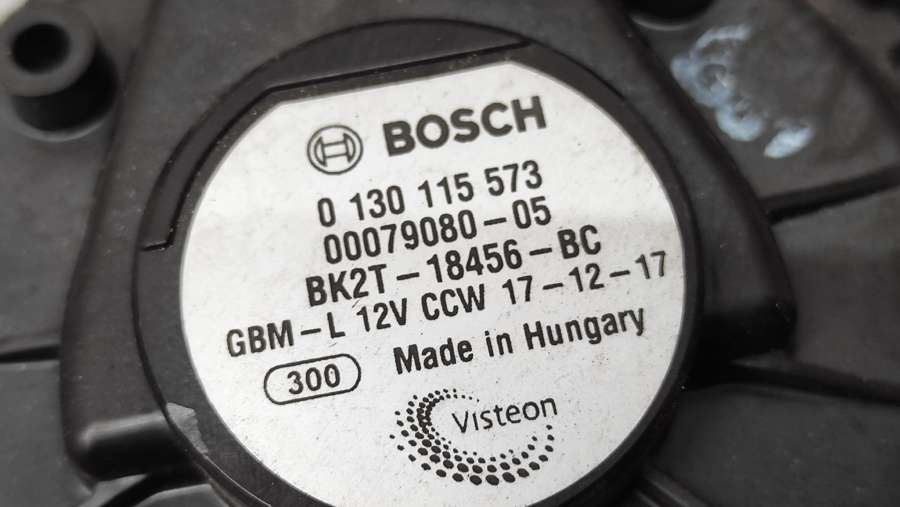 BOSCH
0 130 115 573
00079080-05
BK2T-18456-BC
GBM-L 12V CCW 17-12-17
300 Made in Hungary
Visteon